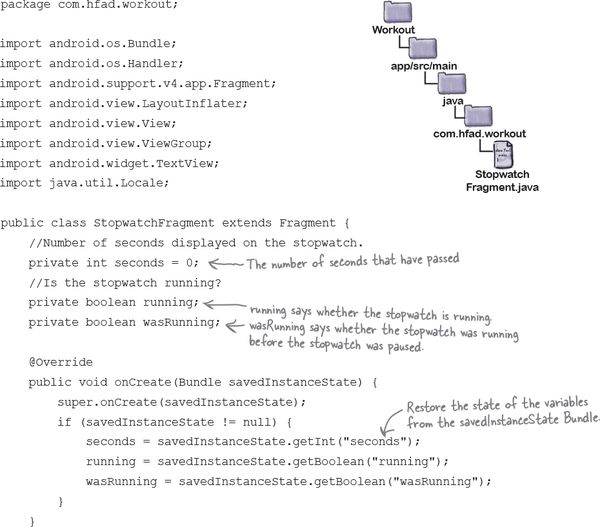 package com.hfad.workout;
import android.os.Bundle;
import android.os.Handler;
import android.support.v4.app.Fragment;
import android.view.LayoutInflater;
import android.view.View;
import android.view.ViewGroup;
import android.widget.TextView;
import java.util.Locale;
Workout
app/src/main
java
com.hfad.workout
Stopwatch
Fragment.java
public class StopwatchFragment extends Fragment {
//Number of seconds displayed on the stopwatch.
private int seconds = 0;
The number of seconds that have passed
//Is the stopwatch running?
private boolean running;
running says whether the stopwatch is running.
private boolean wasRunning;
wasRunning says whether the stopwatch was running
before the stopwatch was paused.
@Override
public void onCreate(Bundle savedInstanceState) {
super.onCreate(savedInstanceState);
if (savedInstanceState != null) {
Restore the state of the variables
from the savedInstanceState Bundle.
seconds = savedInstanceState.getInt("seconds");
running = savedInstanceState.getBoolean("running");
wasRunning = savedInstanceState.getBoolean("wasRunning");
}
}